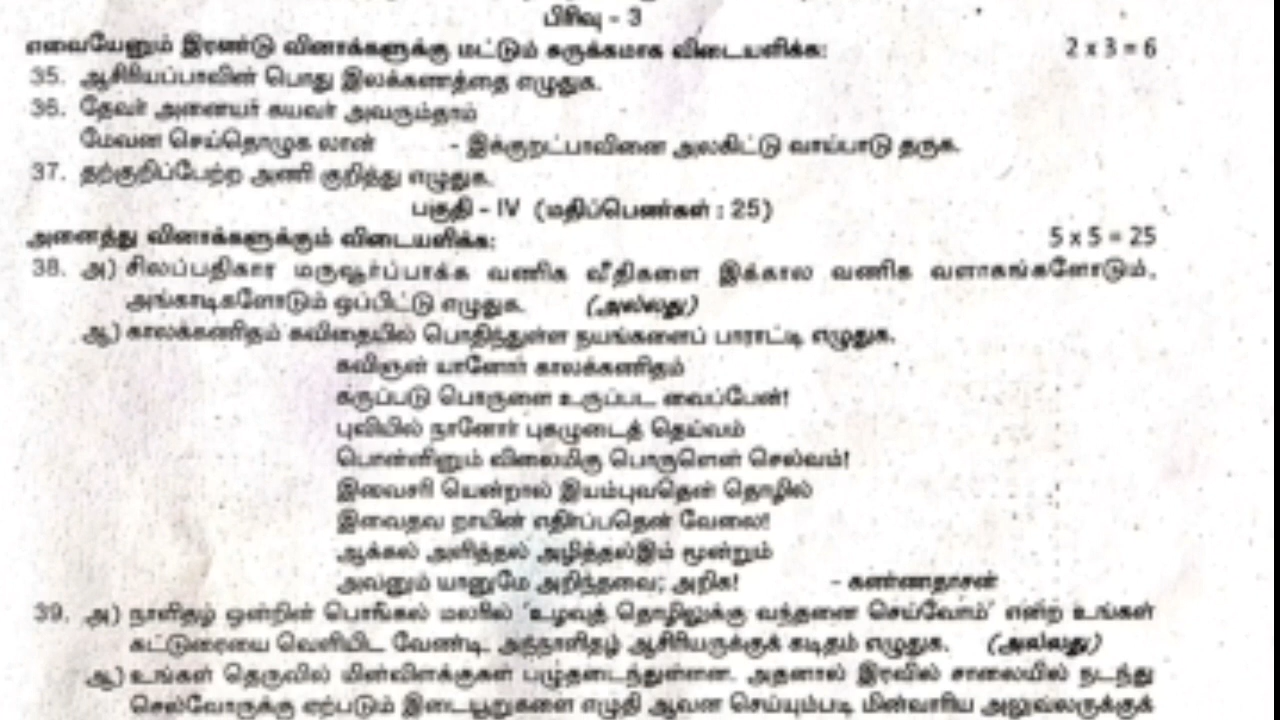 பிரிவு - 3
எவையேனும் இரண்டு வினாக்களுக்கு மட்டும் சுருக்கமாக விடையளிக்க: 2 x 3 = 6
35. ஆசிரியப்பாவின் பொது இலக்கணத்தை எழுதுக.
36. தேவர் அனையர் கயவர் அவரும்தாம்
மேவன செய்தொழுக லான் - இக்குறட்பாவினை அலகிட்டு வாய்பாடு தருக.
37. தற்குறிப்பேற்ற அணி குறித்து எழுதுக.
பகுதி - IV (மதிப்பெண்கள் : 25)
அனைத்து வினாக்களுக்கும் விடையளிக்க: 5 x 5 = 25
38. அ) சிலப்பதிகார மருவூர்ப்பாக்க வணிக வீதிகளை இக்கால வணிக வளாகங்களோடும்,
அங்காடிகளோடும் ஒப்பிட்டு எழுதுக. (அல்லது)
ஆ) காலக்கணிதம் கவிதையில் பொதிந்துள்ள நயங்களைப் பாராட்டி எழுதுக.
கவிஞன் யானோர் காலக்கணிதம்
கருப்படு பொருளை உருப்பட வைப்பேன்!
புவியில் நானோர் புகழுடைத் தெய்வம்
பொன்னினும் விலைமிகு பொருளென் செல்வம்!
இவைசரி யென்றால் இயம்புவதென் தொழில்
இவைதவ றாயின் எதிர்ப்பதென் வேலை!
ஆக்கல் அளித்தல் அழித்தல்இம் மூன்றும்
அவனும் யானுமே அறிந்தவை; அறிக! - கண்ணதாசன்
39. அ) நாளிதழ் ஒன்றின் பொங்கல் மலரில் 'உழவுத் தொழிலுக்கு வந்தனை செய்வோம்' என்ற உங்கள்
கட்டுரையை வெளியிட வேண்டி, அந்நாளிதழ் ஆசிரியருக்குக் கடிதம் எழுதுக. (அல்லது)
ஆ) உங்கள் தெருவில் மின்விளக்குகள் பழுதடைந்துள்ளன. அதனால் இரவில் சாலையில் நடந்து
செல்வோருக்கு ஏற்படும் இடையூறுகளை எழுதி ஆவன செய்யும்படி மின்வாரிய அலுவலருக்குக்